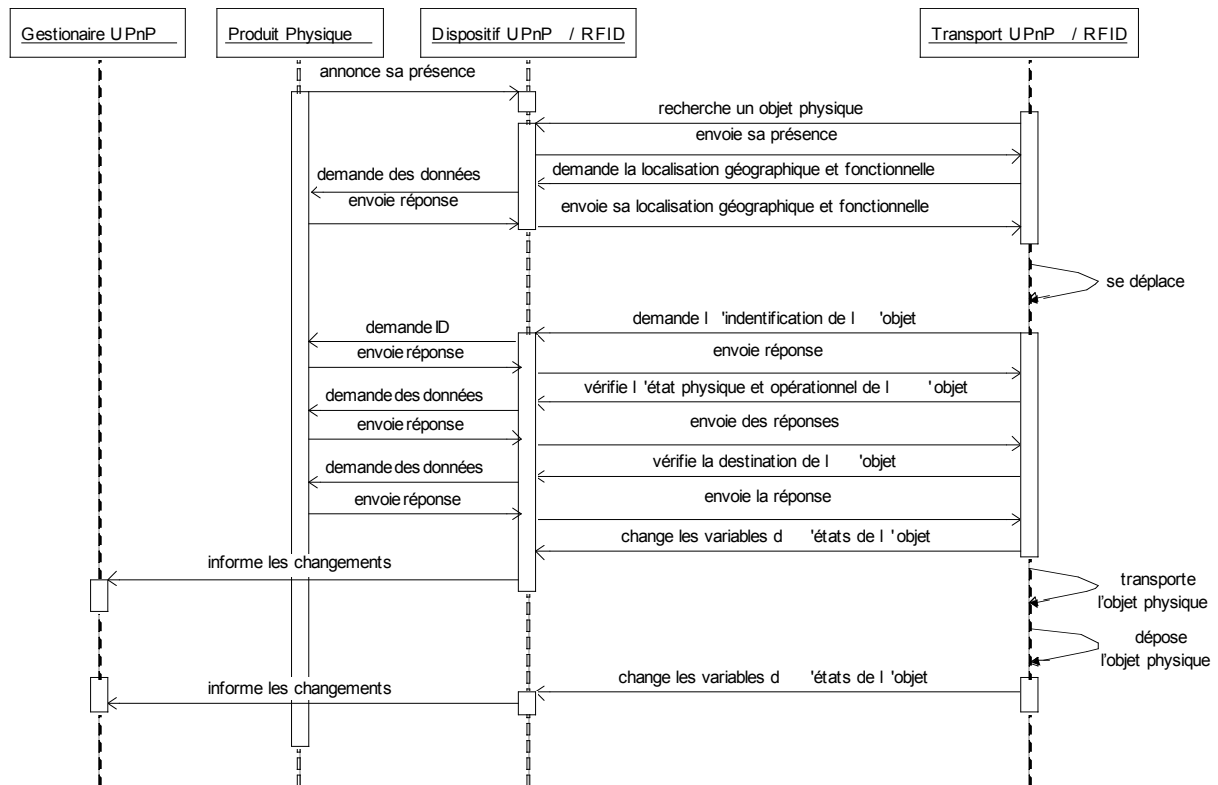 Gestionaire UPnP
Produit Physique
Dispositif UPnP / RFID
Transport UPnP / RFID
annonce sa présence
recherche un objet physique
envoie sa présence
demande la localisation géographique et fonctionnelle
demande des données
envoie réponse
envoie sa localisation géographique et fonctionnelle
se déplace
demande l 'indentification de l 'objet
demande ID
envoie réponse
envoie réponse
vérifie l 'état physique et opérationnel de l 'objet
demande des données
envoie des réponses
envoie réponse
vérifie la destination de l 'objet
demande des données
envoie la réponse
envoie réponse
change les variables d 'états de l 'objet
informe les changements
transporte
l'objet physique
dépose
l'objet physique
change les variables d 'états de l 'objet
informe les changements